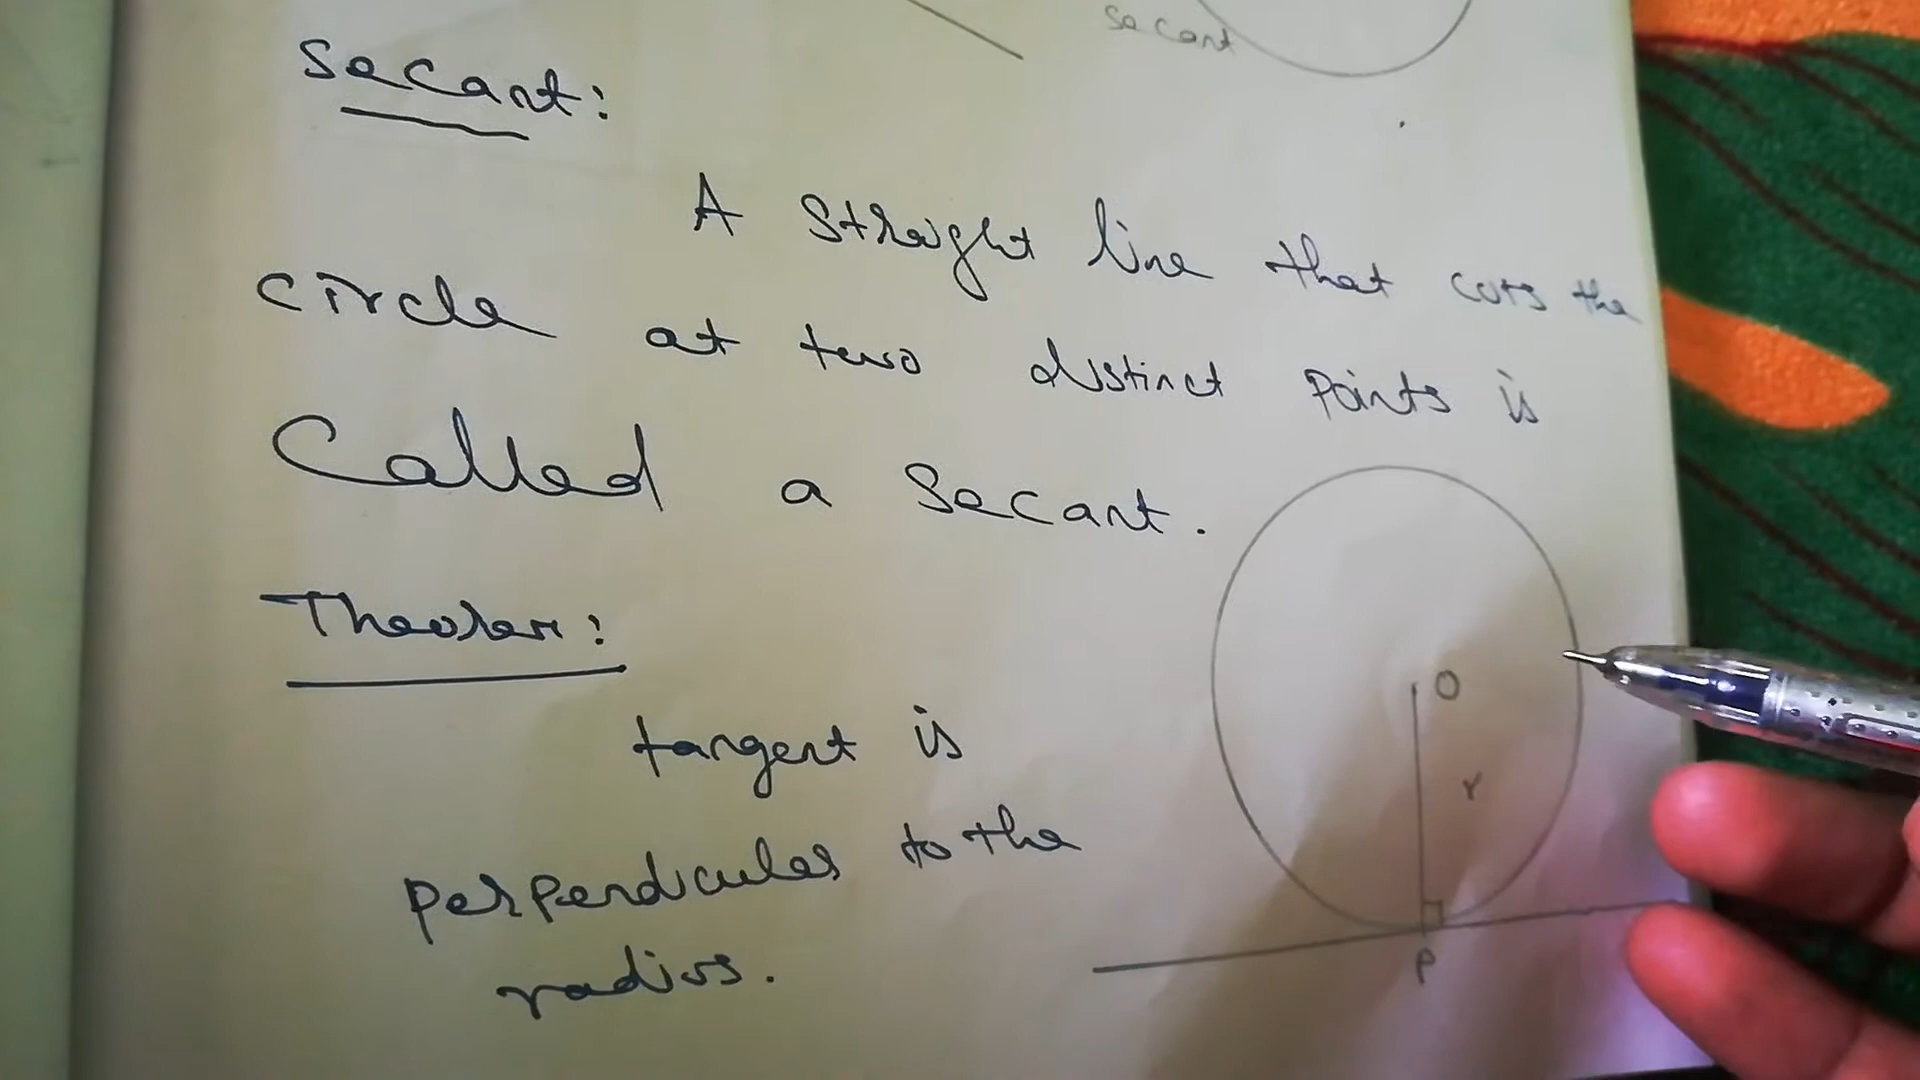 secant
Secant:
A straight line that cuts the
circle at two distinct points is
Called a Secant.
Theorem:
tangent is
perpendicular to the
radius.
O
r
P